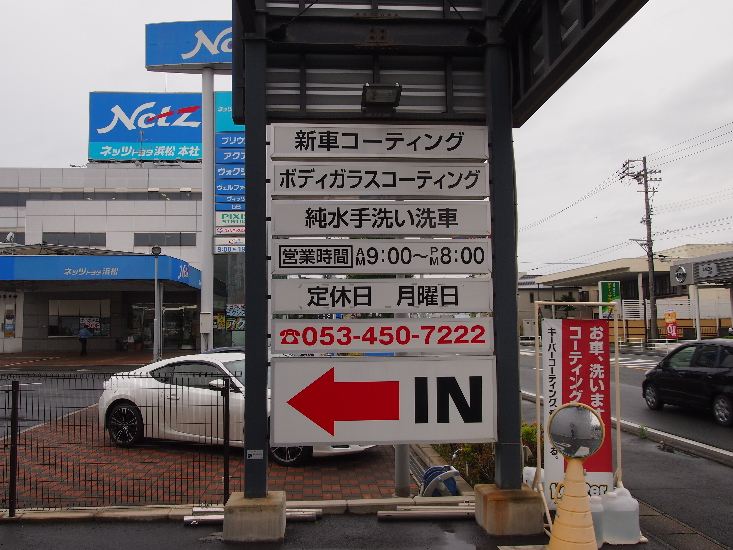 Netz
ネッツトヨタ浜松 本社
PIXIS
ネッツトヨタ浜松
新車コーティング
ボディガラスコーティング
純水手洗い洗車
営業時間 AM9:00～PM8:00
定休日 月曜日
☎053-450-7222
IN
お車、洗います
コーティング